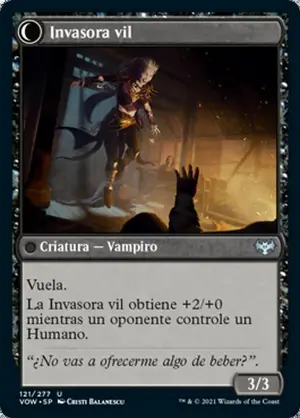 Invasora vil
Criatura — Vampiro
Vuela.
La Invasora vil obtiene +2/+0
mientras un oponente controle un
Humano.
“¿No vas a ofrecerme algo de beber?”.
3/3
121/277 U
VOW • SP CRISTI BALANESCU
™ & © 2021 Wizards of the Coast